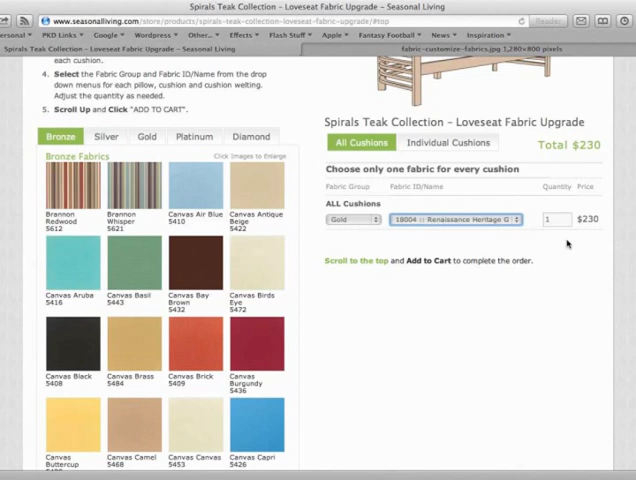 Spirals Teak Collection – Loveseat Fabric Upgrade – Seasonal Living
www.seasonalliving.com/store/products/spirals-teak-collection-loveseat-fabric-upgrade/#top
Reader
ersonal PKD Links Google Wordpress Other... Effects Flash Stuff Apple Fantasy Football News Inspiration
Spirals Teak Collection – Loveseat Fabric Upgrade – Seasonal Living
fabric-customize-fabrics.jpg 1,280×800 pixels
each cushion.
4. Select the Fabric Group and Fabric ID/Name from the drop
down menus for each pillow, cushion and cushion welting.
Adjust the quantity as needed.
5. Scroll Up and Click "ADD TO CART".
Bronze Silver Gold Platinum Diamond
Bronze Fabrics
Click Images to Enlarge
Brannon
Redwood
5612
Brannon
Whisper
5621
Canvas Air Blue
5410
Canvas Antique
Beige
5422
Canvas Aruba
5416
Canvas Basil
5443
Canvas Bay
Brown
5432
Canvas Birds
Eye
5472
Canvas Black
5408
Canvas Brass
5484
Canvas Brick
5409
Canvas
Burgundy
5436
Canvas
Buttercup
Canvas Camel
5468
Canvas Canvas
5453
Canvas Capri
5426
Spirals Teak Collection – Loveseat Fabric Upgrade
All Cushions Individual Cushions
Total $230
Choose only one fabric for every cushion
Fabric Group Fabric ID/Name Quantity Price
ALL Cushions
Gold 18004 :: Renaissance Heritage G 1 $230
Scroll to the top and Add to Cart to complete the order.